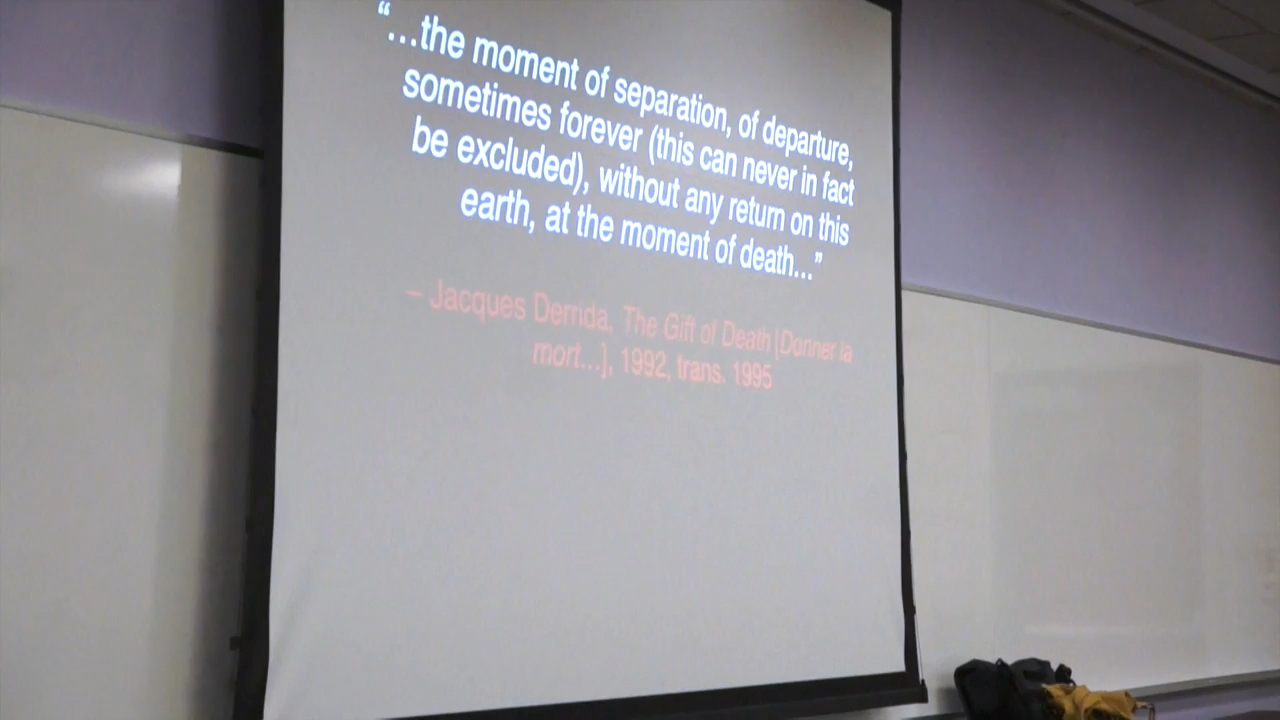 “…the moment of separation, of departure,
sometimes forever (this can never in fact
be excluded), without any return on this
earth, at the moment of death...”
– Jacques Derrida, The Gift of Death [Donner la
mort…], 1992, trans. 1995